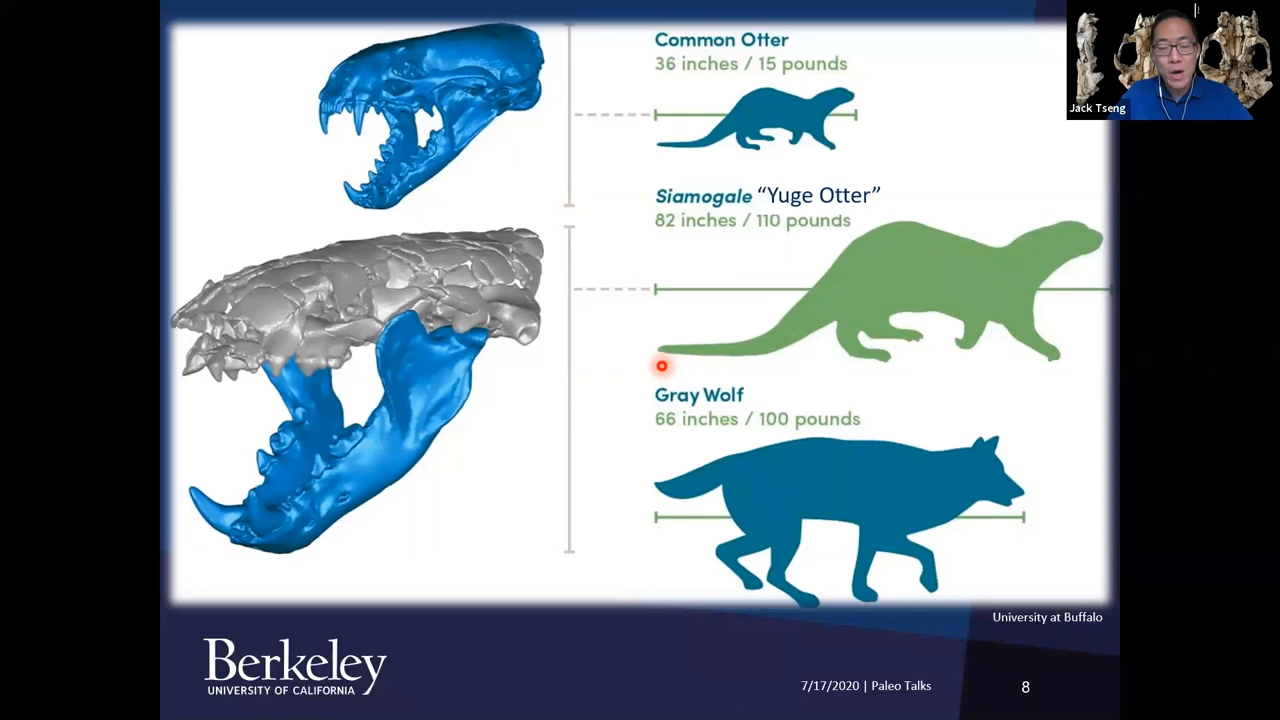 Common Otter
36 inches / 15 pounds
Jack Tseng
Siamogale “Yuge Otter”
82 inches / 110 pounds
Gray Wolf
66 inches / 100 pounds
University at Buffalo
Berkeley
UNIVERSITY OF CALIFORNIA
7/17/2020 | Paleo Talks
8